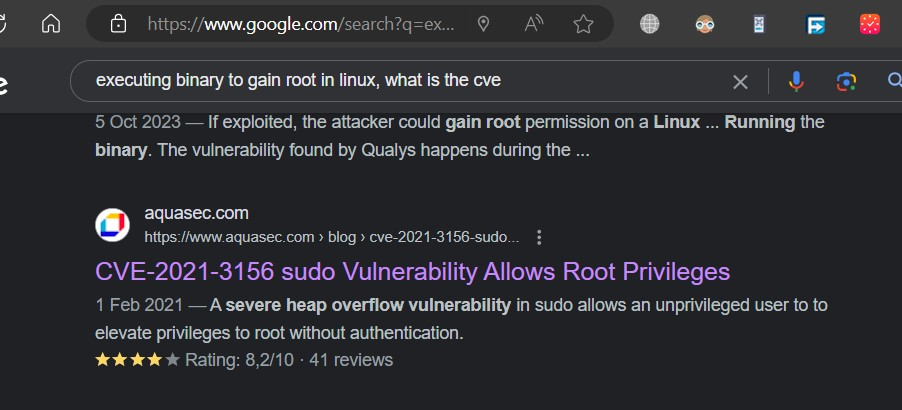 https://www.google.com/search?q=ex...
executing binary to gain root in linux, what is the cve
5 Oct 2023 — If exploited, the attacker could gain root permission on a Linux ... Running the
binary. The vulnerability found by Qualys happens during the ...
aquasec.com
https://www.aquasec.com › blog › cve-2021-3156-sudo...
CVE-2021-3156 sudo Vulnerability Allows Root Privileges
1 Feb 2021 — A severe heap overflow vulnerability in sudo allows an unprivileged user to to
elevate privileges to root without authentication.
Rating: 8,2/10 · 41 reviews